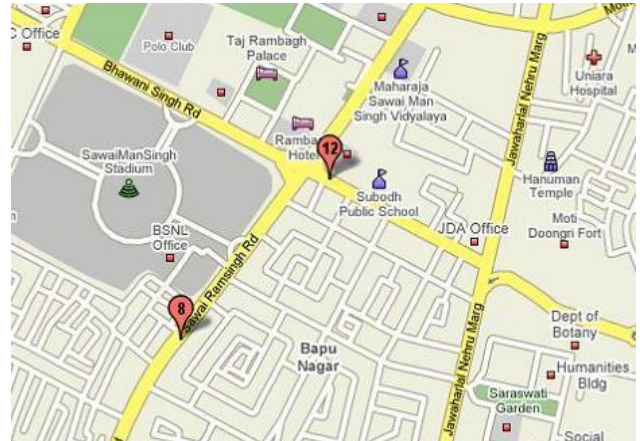 C Office
Polo Club
Taj Rambagh
Palace
Bhawani Singh Rd
Maharaja
Sawai Man
Singh Vidyalaya
Jawaharlal Nehru Marg
Uniara
Hospital
Ramba
Hotel
12
SawaiManSingh
Stadium
Subodh
Public School
Hanuman
Temple
BSNL
Office
JDA Office
Moti
Doongri Fort
Sawai Ramsingh Rd
8
Bapu
Nagar
Jawaharlal Nehru Marg
Dept of
Botany
Humanities
Bldg
Saraswati
Garden
Social